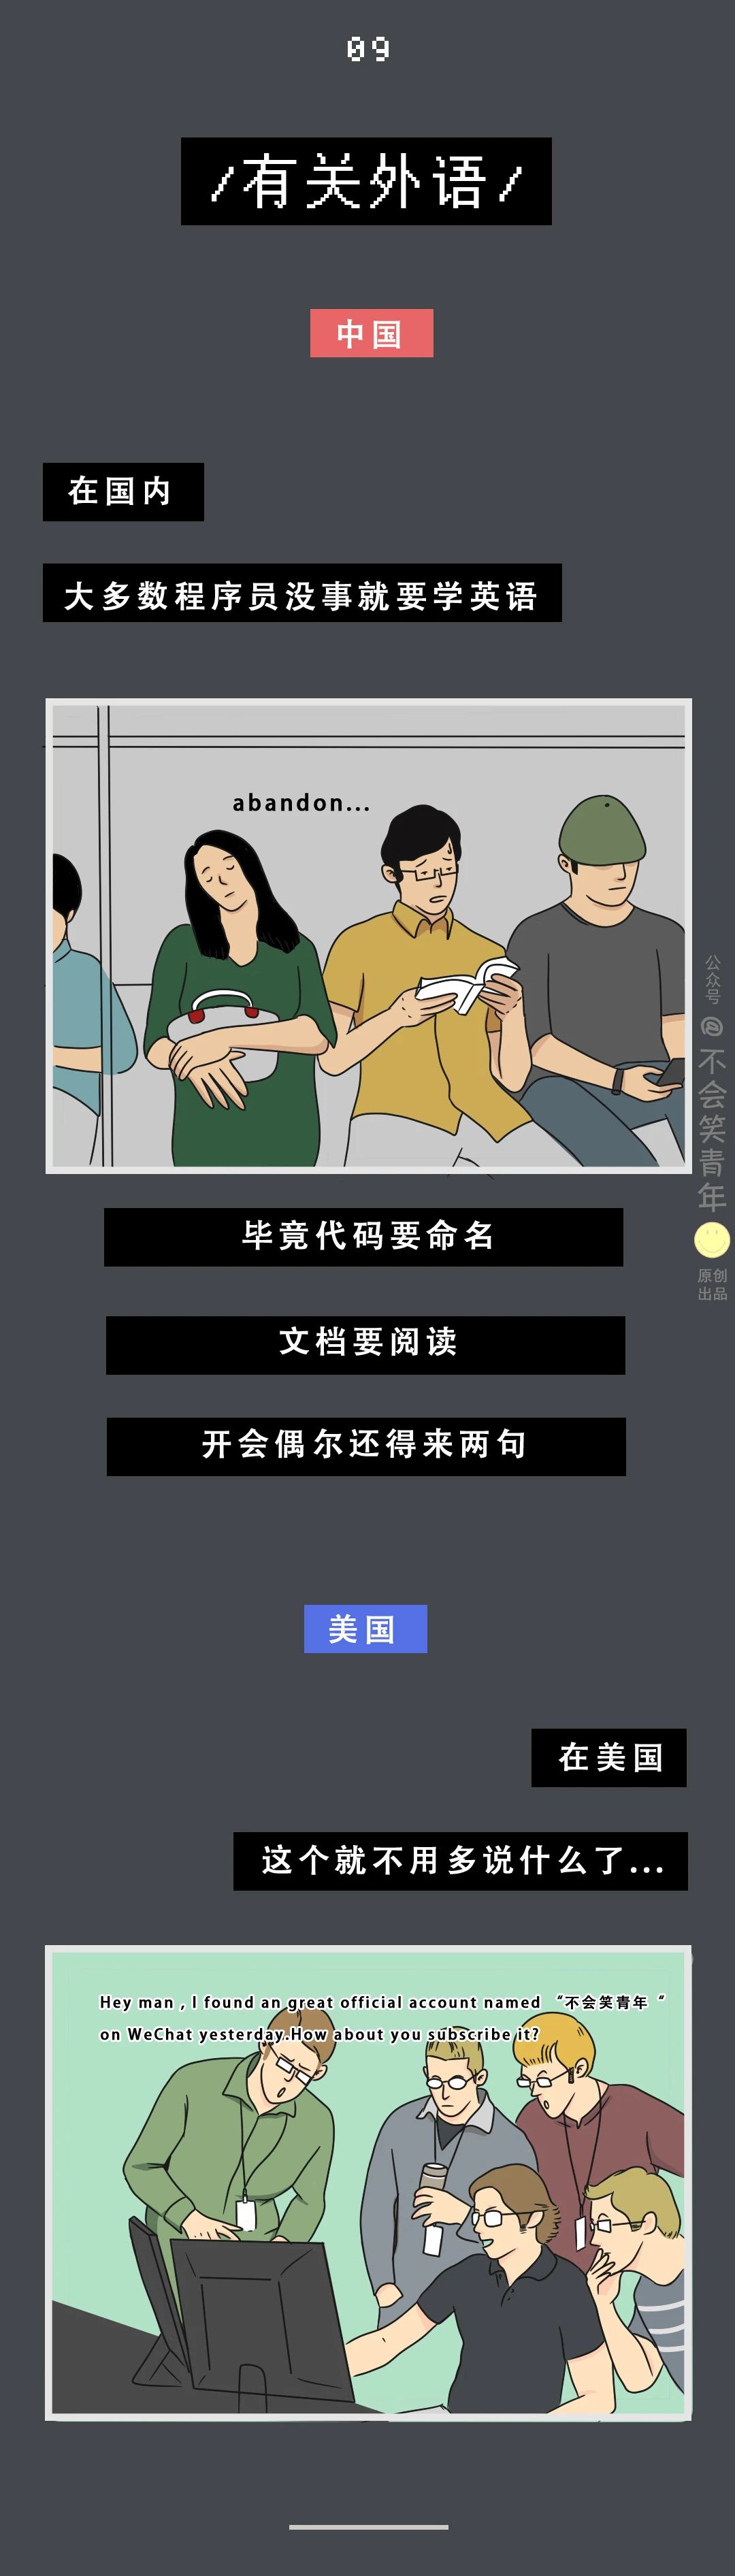 09
/有关外语/
中国
在国内
大多数程序员没事就要学英语
abandon...
毕竟代码要命名
文档要阅读
开会偶尔还得来两句
公众号@不会笑青年
原创
出品
美国
在美国
这个就不用多说什么了...
Hey man , I found an great official account named “不会笑青年“
on WeChat yesterday.How about you subscribe it?